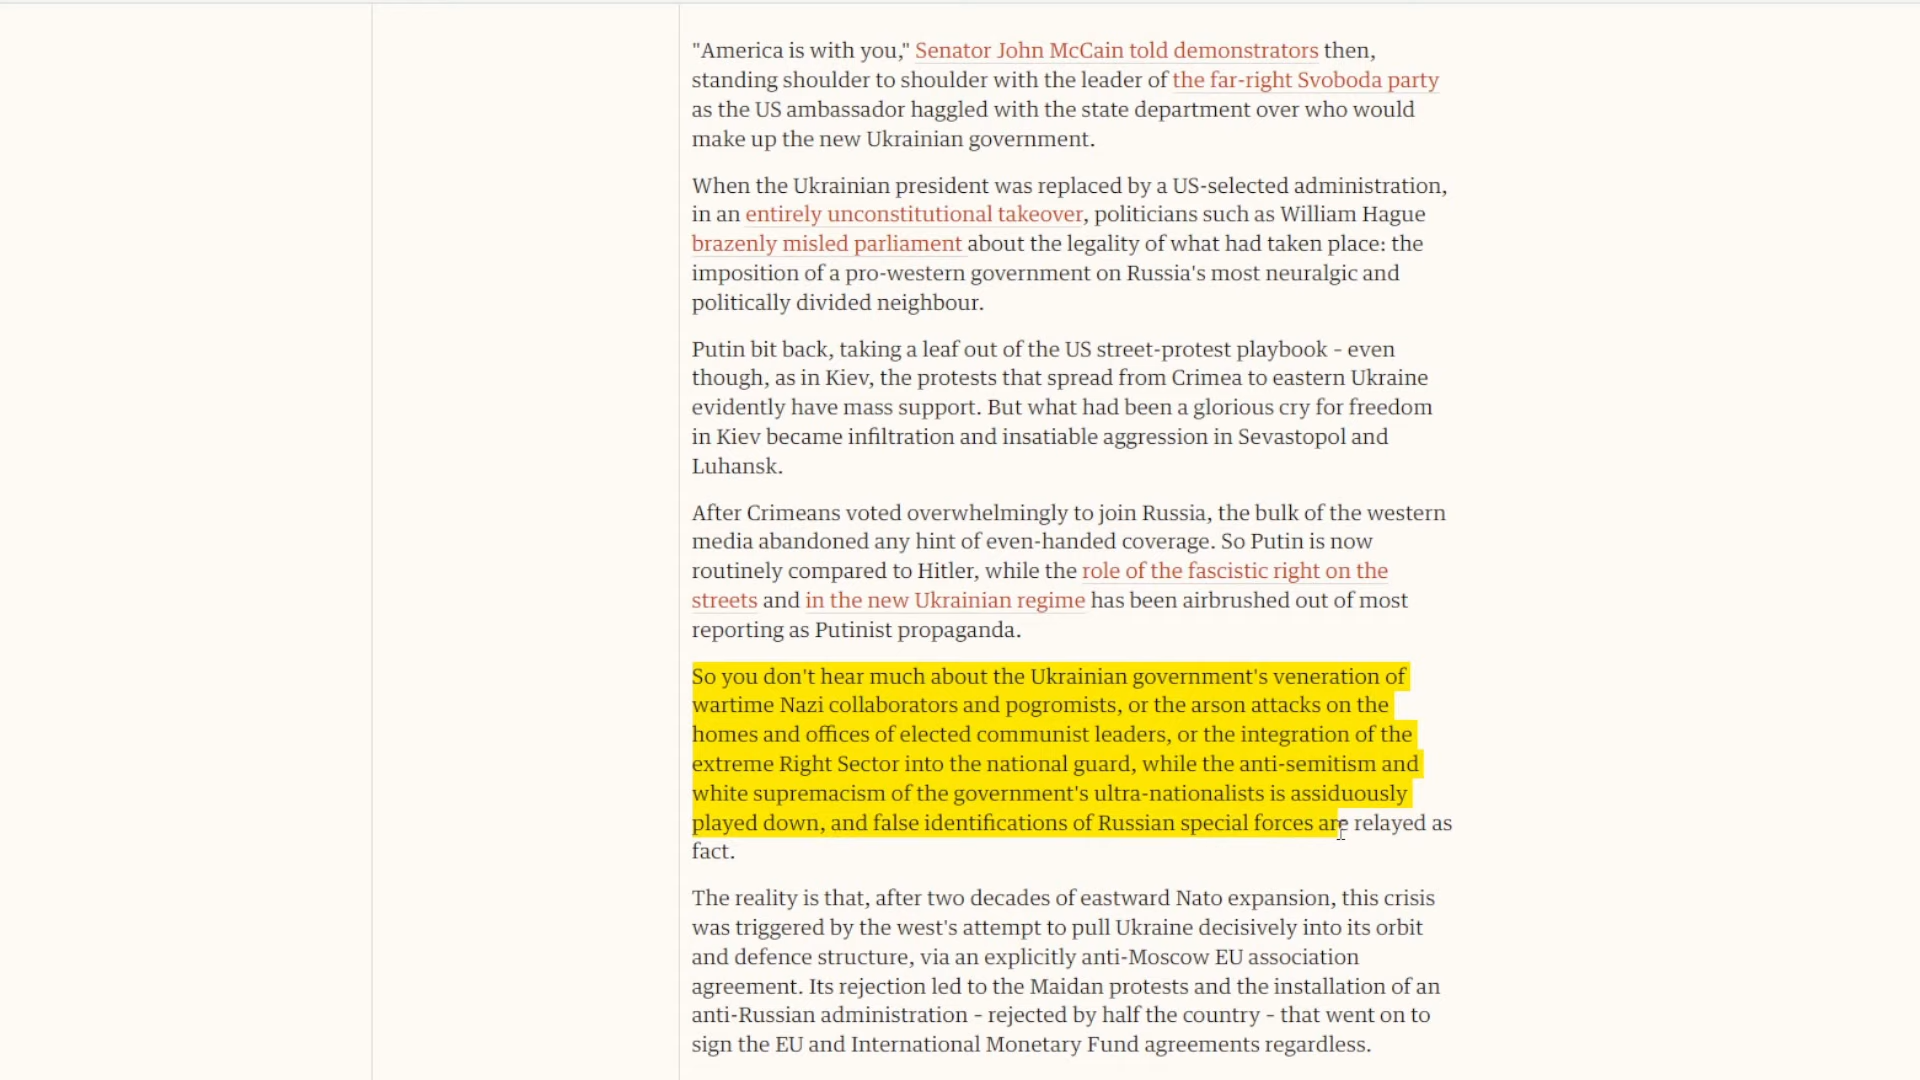 "America is with you," Senator John McCain told demonstrators then,
standing shoulder to shoulder with the leader of the far-right Svoboda party
as the US ambassador haggled with the state department over who would
make up the new Ukrainian government.
When the Ukrainian president was replaced by a US-selected administration,
in an entirely unconstitutional takeover, politicians such as William Hague
brazenly misled parliament about the legality of what had taken place: the
imposition of a pro-western government on Russia's most neuralgic and
politically divided neighbour.
Putin bit back, taking a leaf out of the US street-protest playbook – even
though, as in Kiev, the protests that spread from Crimea to eastern Ukraine
evidently have mass support. But what had been a glorious cry for freedom
in Kiev became infiltration and insatiable aggression in Sevastopol and
Luhansk.
After Crimeans voted overwhelmingly to join Russia, the bulk of the western
media abandoned any hint of even-handed coverage. So Putin is now
routinely compared to Hitler, while the role of the fascistic right on the
streets and in the new Ukrainian regime has been airbrushed out of most
reporting as Putinist propaganda.
So you don't hear much about the Ukrainian government's veneration of
wartime Nazi collaborators and pogromists, or the arson attacks on the
homes and offices of elected communist leaders, or the integration of the
extreme Right Sector into the national guard, while the anti-semitism and
white supremacism of the government's ultra-nationalists is assiduously
played down, and false identifications of Russian special forces are relayed as
fact.
The reality is that, after two decades of eastward Nato expansion, this crisis
was triggered by the west's attempt to pull Ukraine decisively into its orbit
and defence structure, via an explicitly anti-Moscow EU association
agreement. Its rejection led to the Maidan protests and the installation of an
anti-Russian administration – rejected by half the country – that went on to
sign the EU and International Monetary Fund agreements regardless.